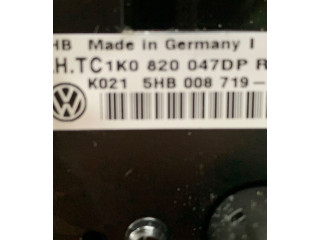 HB Made in Germany I
H.TC1K0 820 047DP R
K021 5HB 008 719-